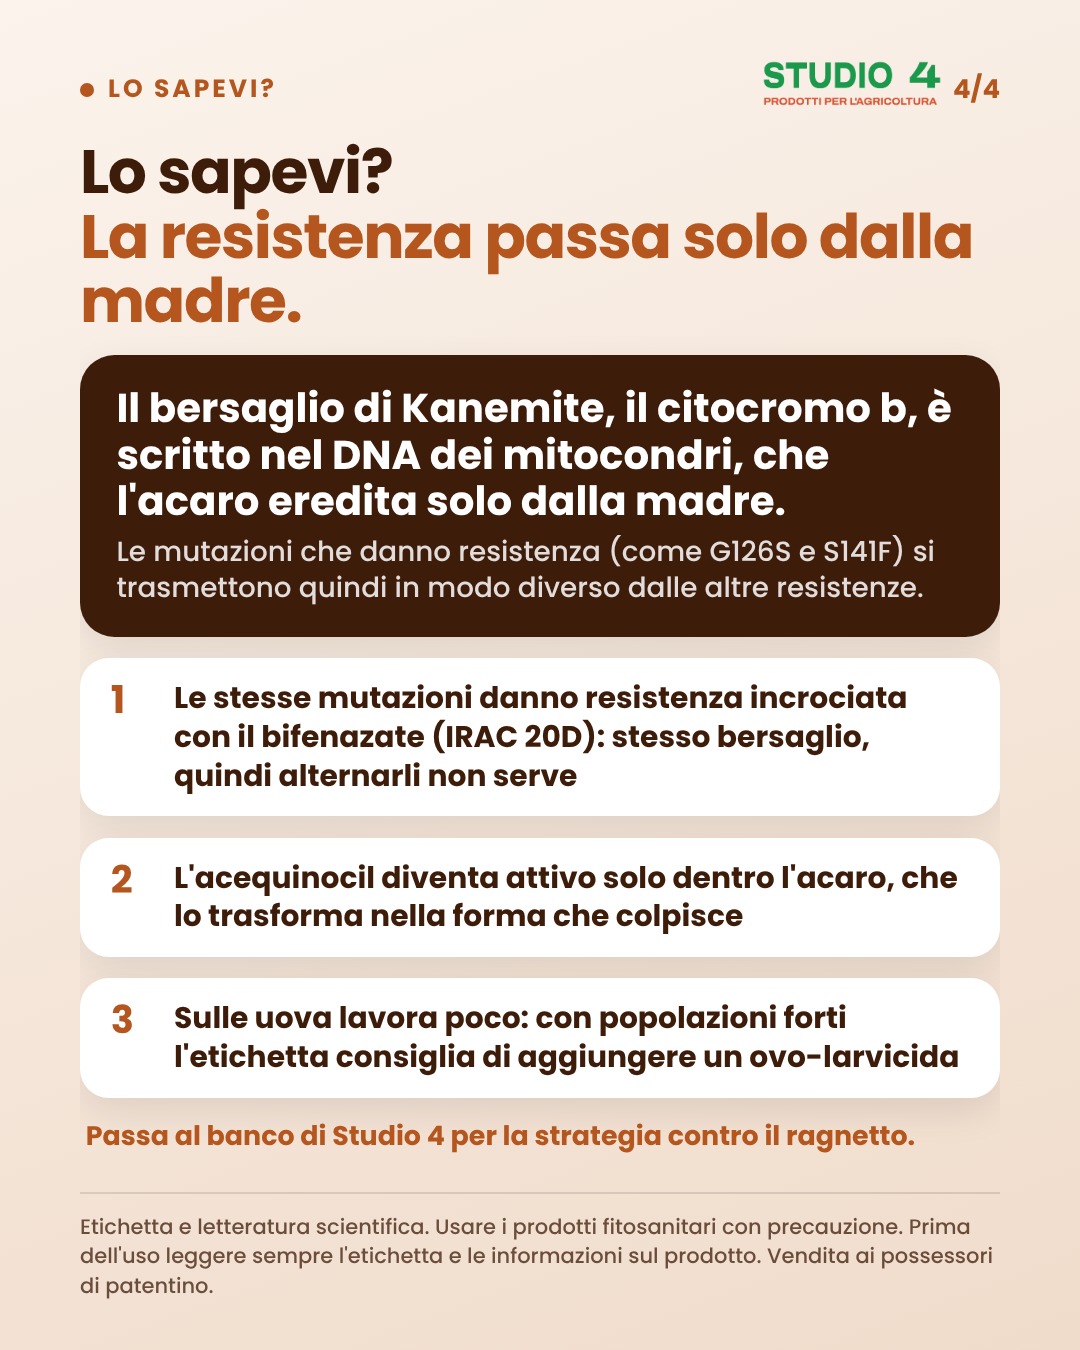 LO SAPEVI?
STUDIO 4
PRODOTTI PER L'AGRICOLTURA
4/4
Lo sapevi?
La resistenza passa solo dalla
madre.
Il bersaglio di Kanemite, il citocromo b, è
scritto nel DNA dei mitocondri, che
l'acaro eredita solo dalla madre.
Le mutazioni che danno resistenza (come G126S e S141F) si
trasmettono quindi in modo diverso dalle altre resistenze.
1
Le stesse mutazioni danno resistenza incrociata
con il bifenazate (IRAC 20D): stesso bersaglio,
quindi alternarli non serve
2
L'acequinocil diventa attivo solo dentro l'acaro, che
lo trasforma nella forma che colpisce
3
Sulle uova lavora poco: con popolazioni forti
l'etichetta consiglia di aggiungere un ovo-larvicida
Passa al banco di Studio 4 per la strategia contro il ragnetto.
Etichetta e letteratura scientifica. Usare i prodotti fitosanitari con precauzione. Prima
dell'uso leggere sempre l'etichetta e le informazioni sul prodotto. Vendita ai possessori
di patentino.